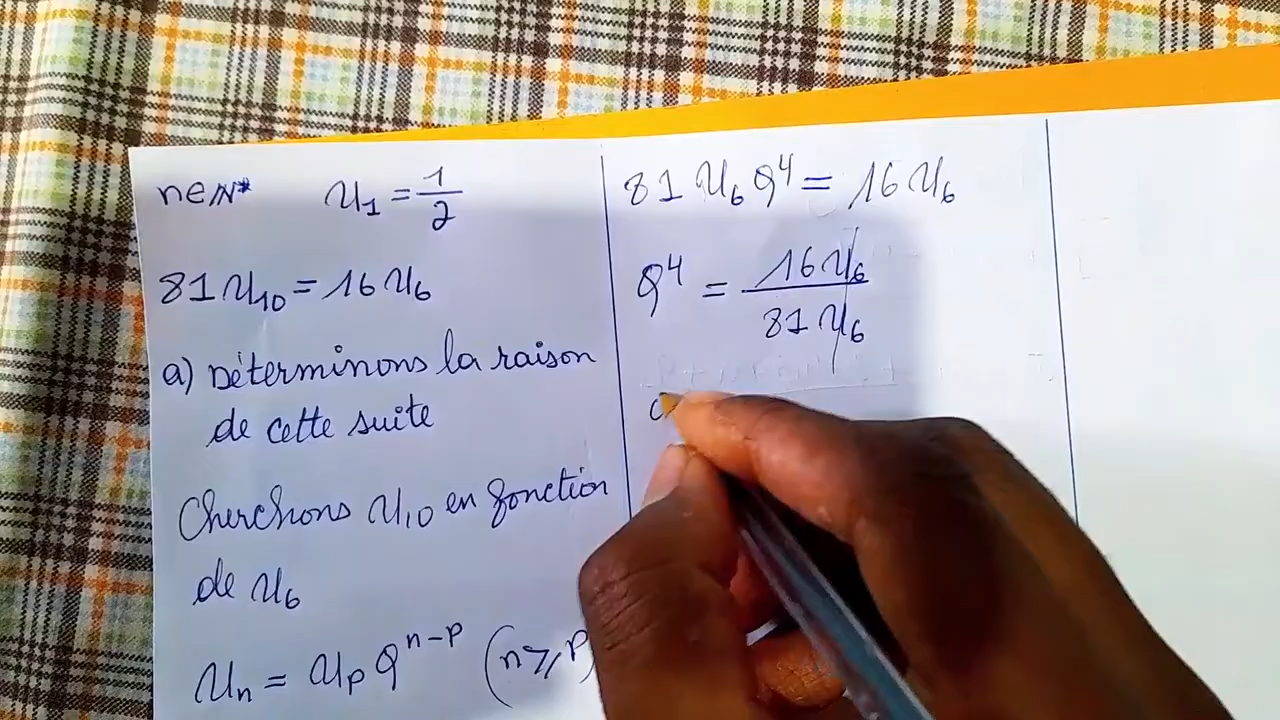 n∈N* U₁ = 1/2
81 U₁₀ = 16 U₆
a) Déterminons la raison
de cette suite
Cherchons U₁₀ en fonction
de U₆
Uₙ = Uₚ Qⁿ⁻ᵖ (n ≥ p)
81 U₆ Q⁴ = 16 U₆
Q⁴ = 16 U₆ / 81 U₆